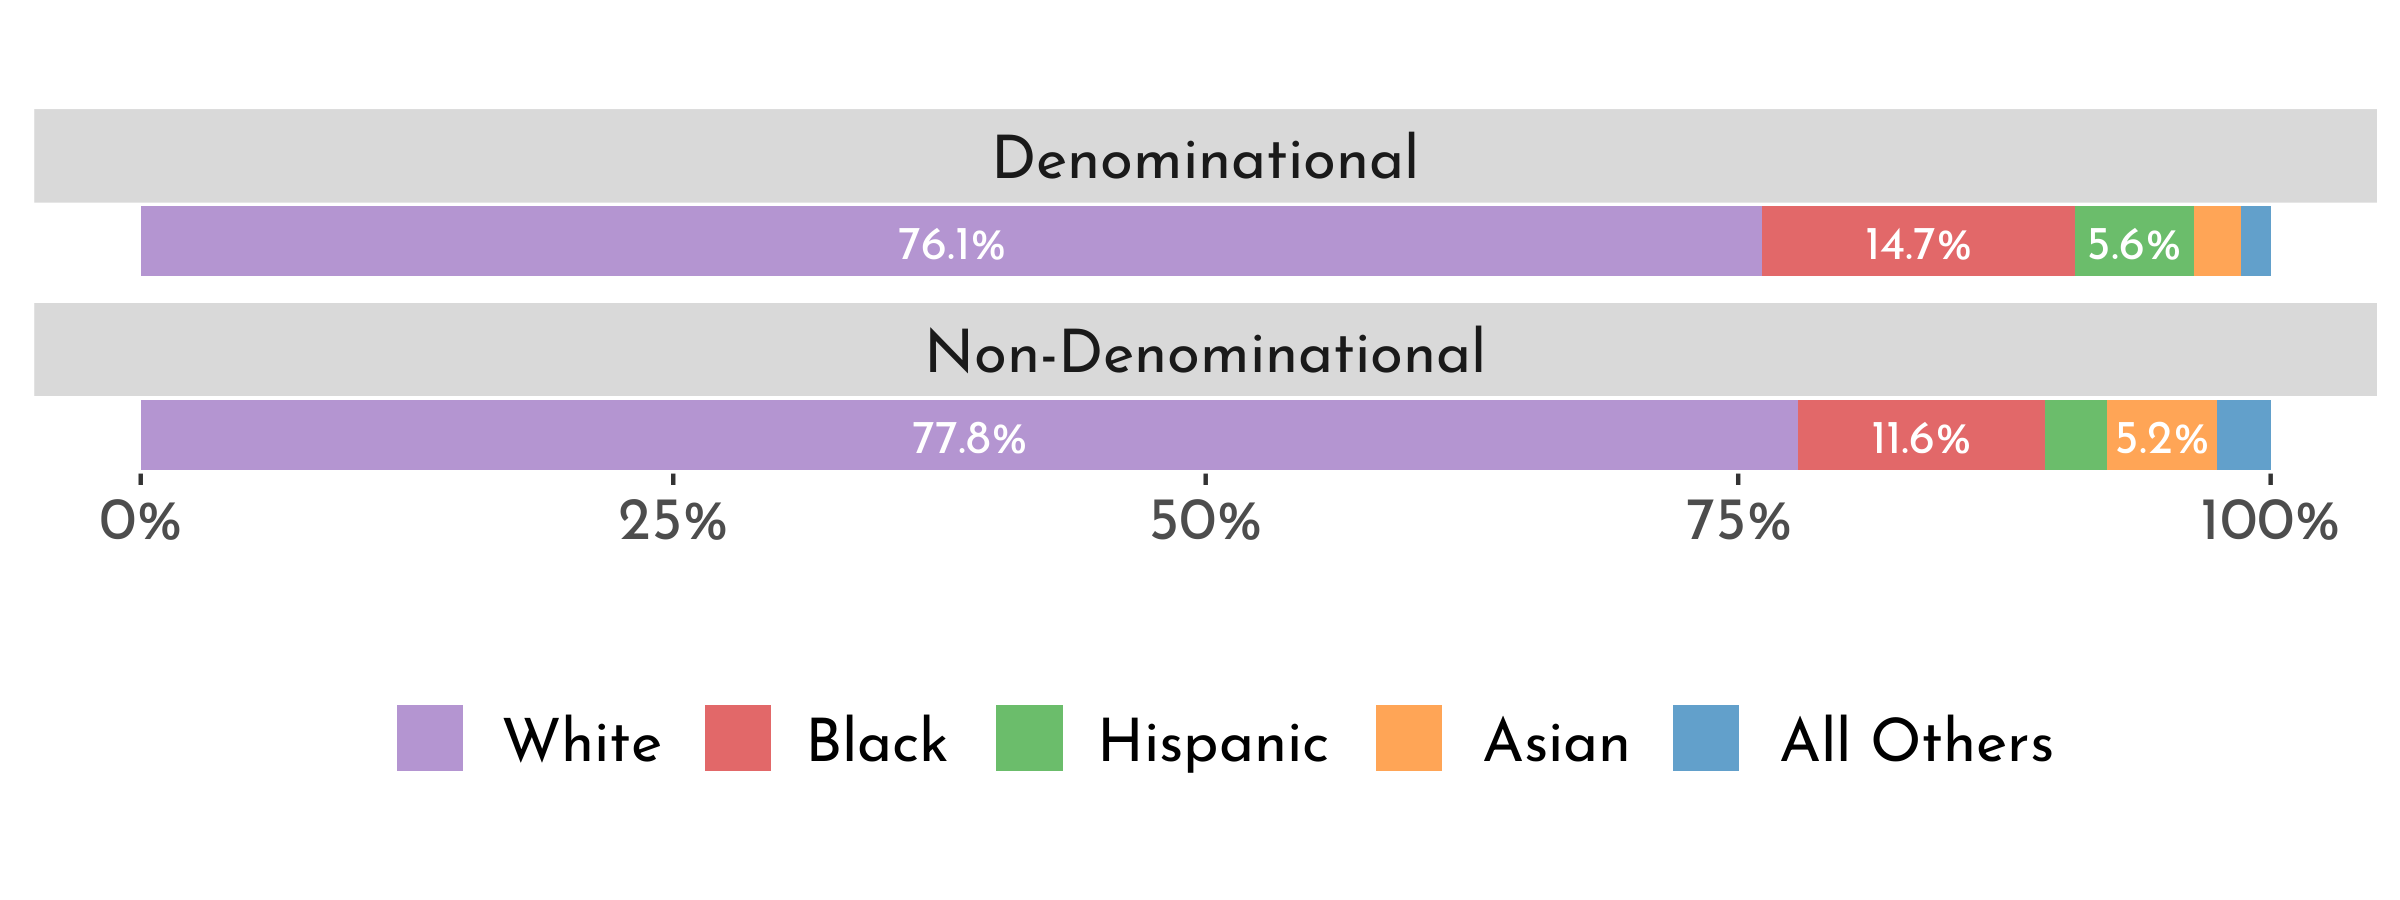 Denominational
76.1% 14.7% 5.6%
Non-Denominational
77.8% 11.6% 5.2%
0% 25% 50% 75% 100%
White Black Hispanic Asian All Others